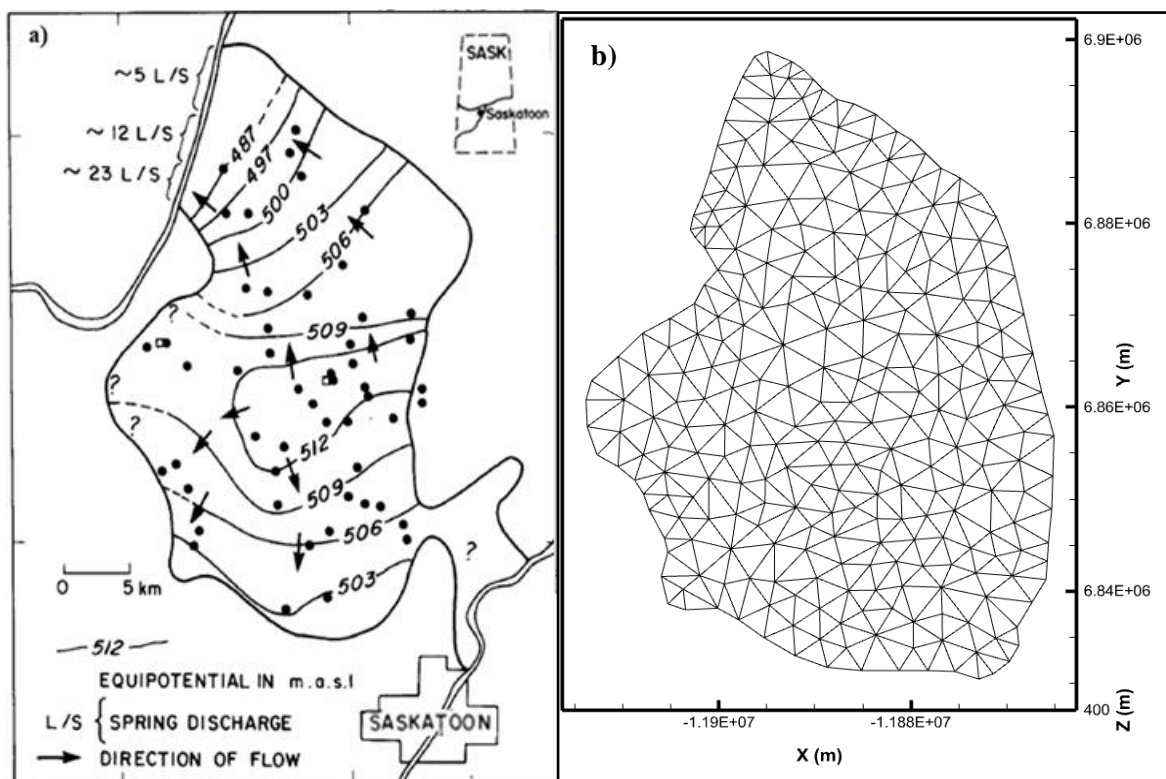 a)
SASK
Saskatoon
~5 L/S
~12 L/S
~23 L/S
487
497
500
503
506
?
509
?
?
512
509
506
?
503
0 5 km
512
EQUIPOTENTIAL IN m.a.s.l
L/S { SPRING DISCHARGE
DIRECTION OF FLOW
SASKATOON
b)
6.9E+06
6.88E+06
6.86E+06
6.84E+06
400
Y (m)
Z (m)
-1.19E+07
-1.188E+07
X (m)